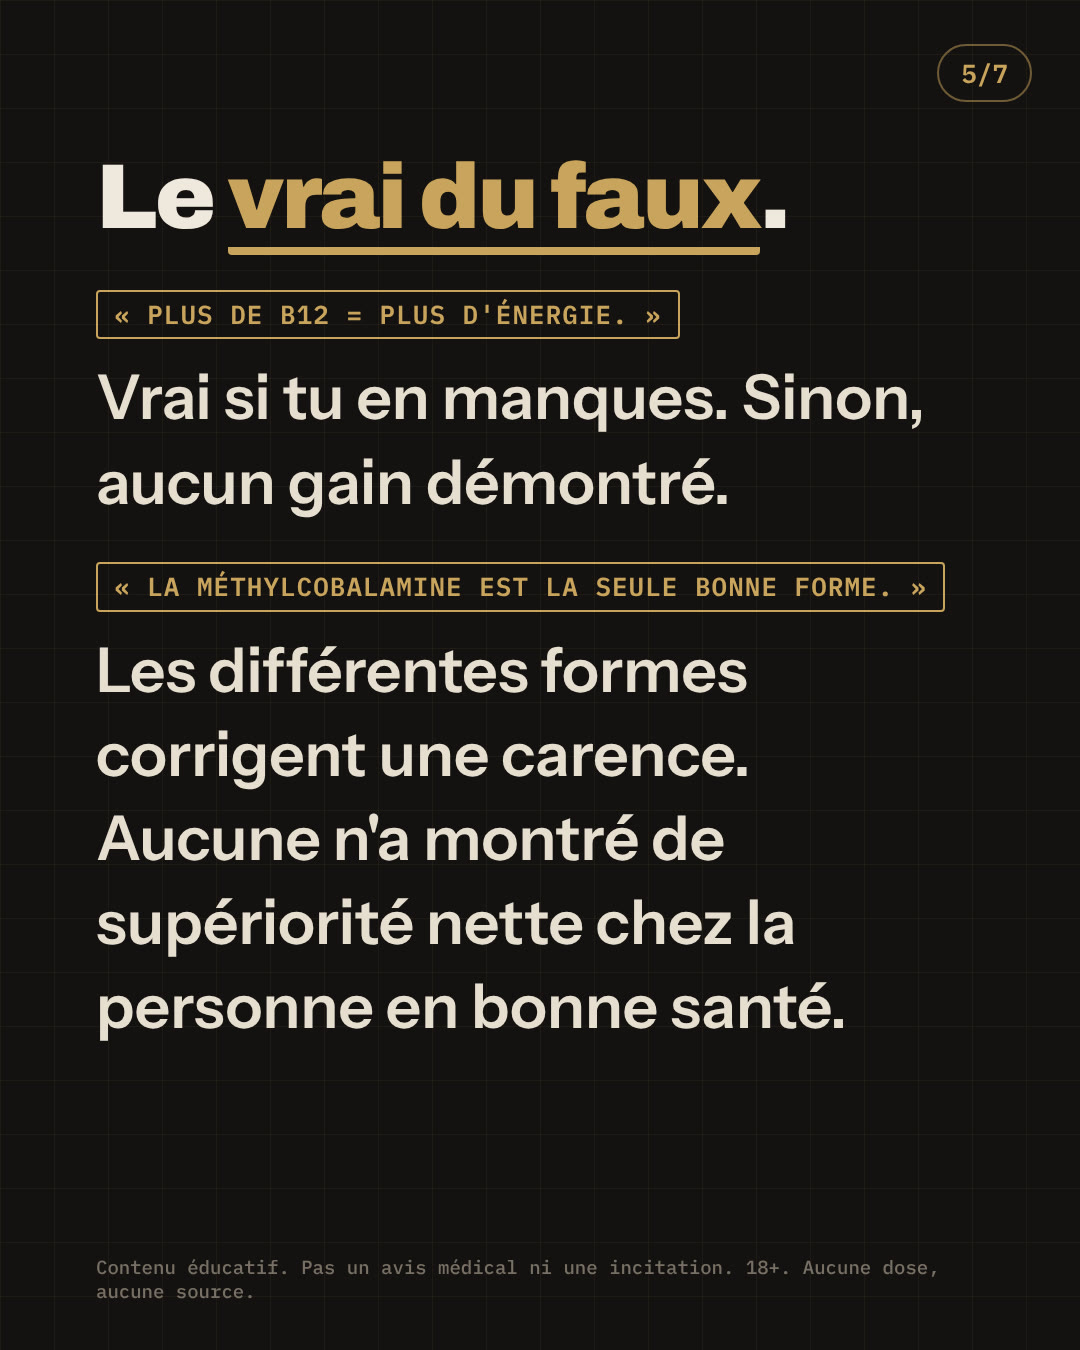 5/7
Le vrai du faux.
« PLUS DE B12 = PLUS D'ÉNERGIE. »
Vrai si tu en manques. Sinon,
aucun gain démontré.
« LA MÉTHYLCOBALAMINE EST LA SEULE BONNE FORME. »
Les différentes formes
corrigent une carence.
Aucune n'a montré de
supériorité nette chez la
personne en bonne santé.
Contenu éducatif. Pas un avis médical ni une incitation. 18+. Aucune dose,
aucune source.